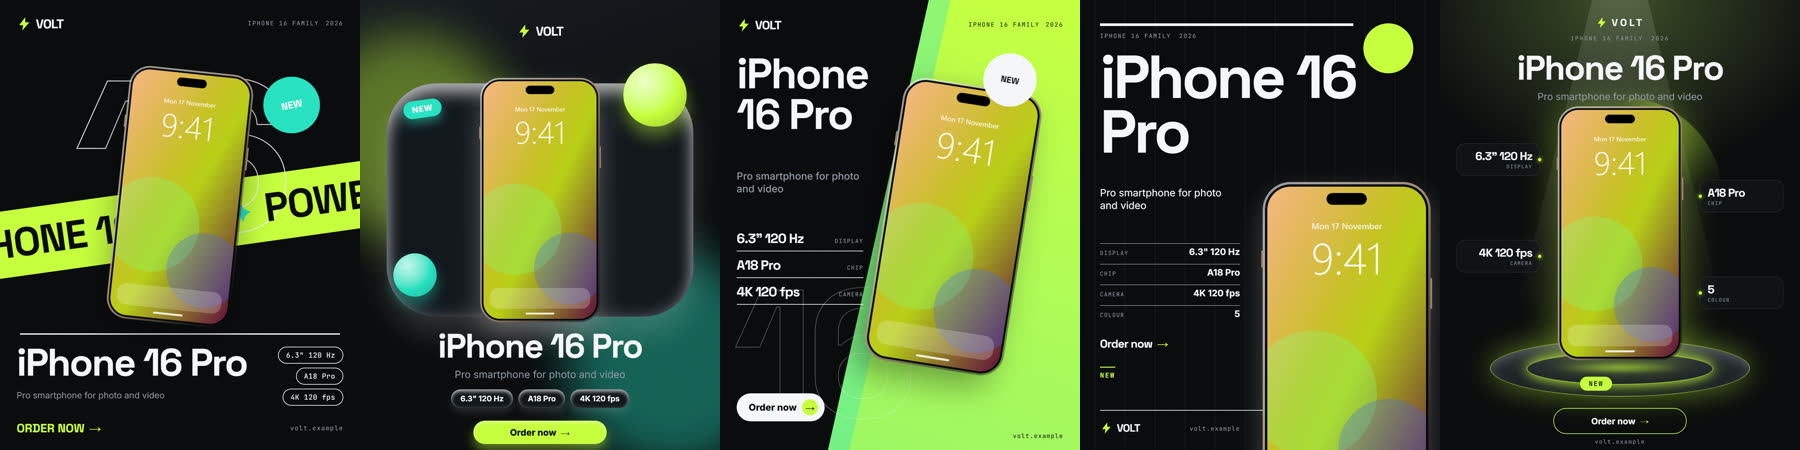 VOLT
IPHONE 16 FAMILY 2026
NEW
Mon 17 November
9:41
POWE
HONE 1
iPhone 16 Pro
Pro smartphone for photo and video
6.3" 120 Hz
A18 Pro
4K 120 fps
ORDER NOW →
volt.example
VOLT
NEW
Mon 17 November
9:41
iPhone 16 Pro
Pro smartphone for photo and video
6.3" 120 Hz
A18 Pro
4K 120 fps
Order now →
VOLT
IPHONE 16 FAMILY 2026
iPhone
16 Pro
NEW
Mon 17 November
9:41
Pro smartphone for photo
and video
6.3" 120 Hz DISPLAY
A18 Pro CHIP
4K 120 fps CAMERA
16
Order now →
volt.example
IPHONE 16 FAMILY 2026
iPhone 16
Pro
Pro smartphone for photo
and video
Mon 17 November
9:41
DISPLAY 6.3" 120 Hz
CHIP A18 Pro
CAMERA 4K 120 fps
COLOUR 5
Order now →
NEW
VOLT
volt.example
VOLT
IPHONE 16 FAMILY 2026
iPhone 16 Pro
Pro smartphone for photo and video
Mon 17 November
9:41
6.3" 120 Hz
DISPLAY
A18 Pro
CHIP
4K 120 fps
CAMERA
5
COLOUR
NEW
Order now →
volt.example